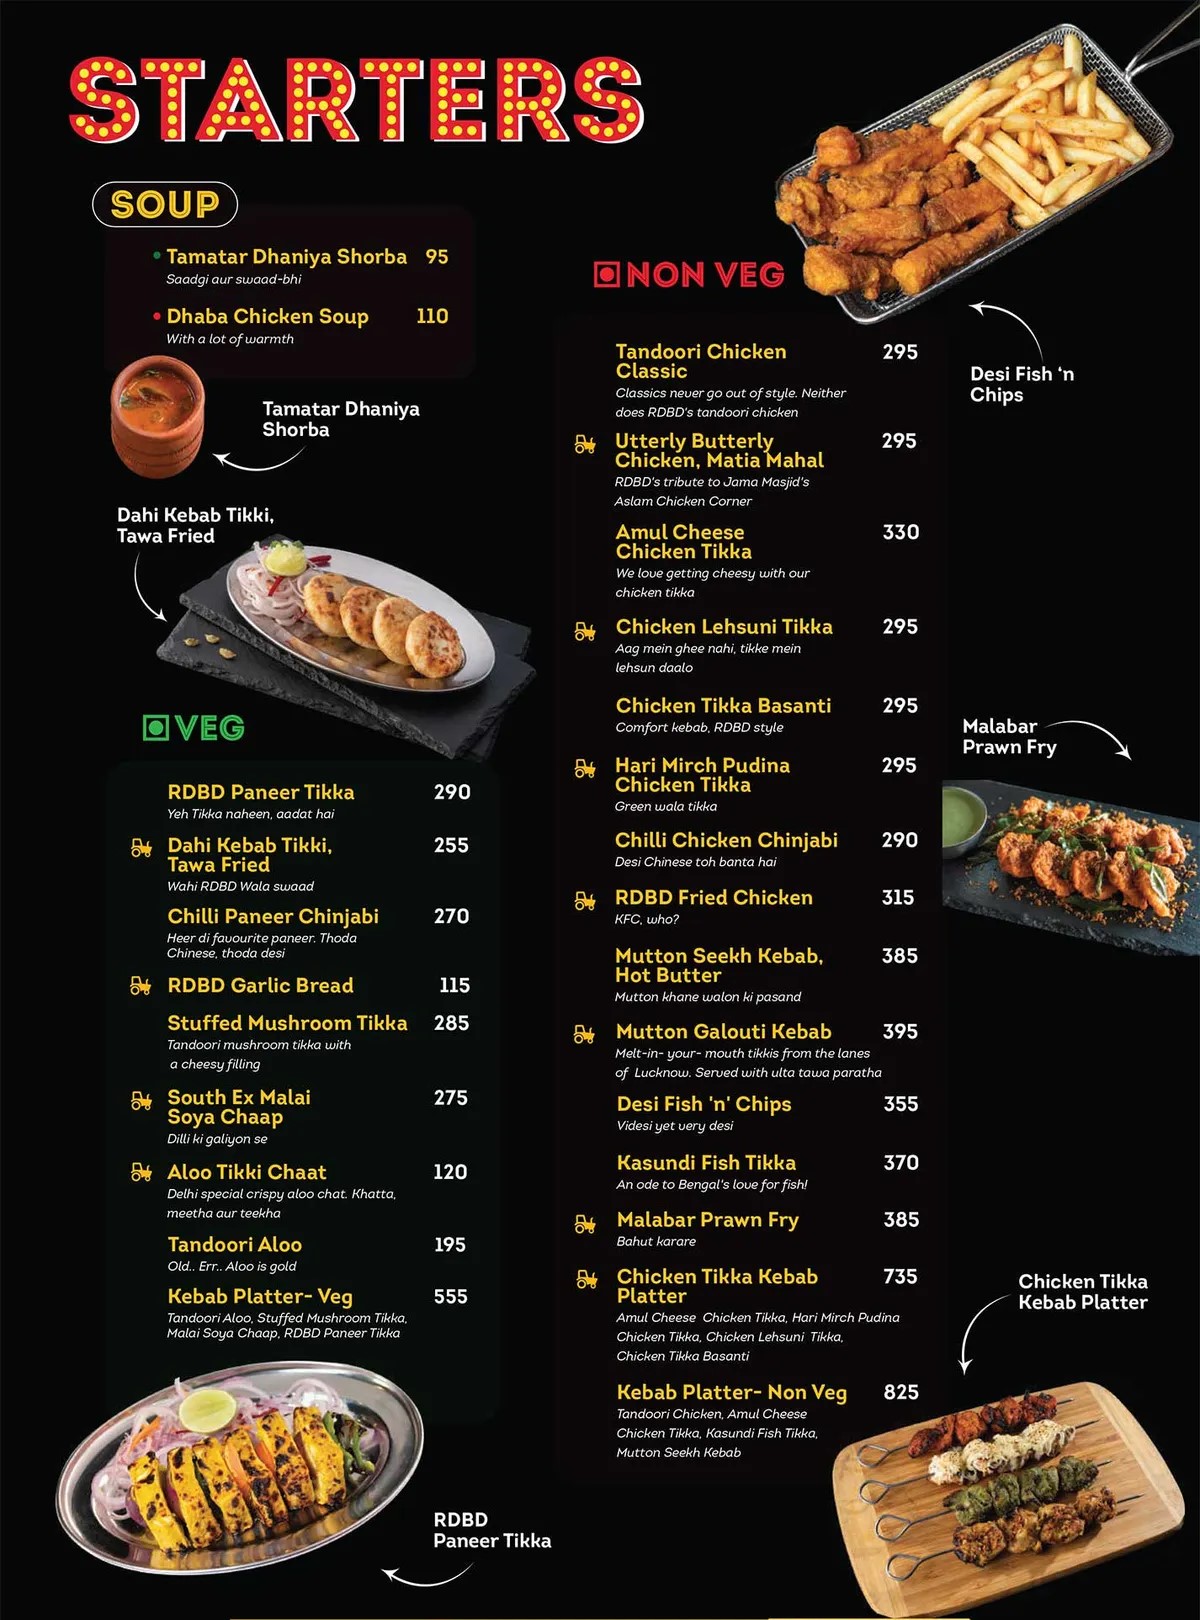 STARTERS
SOUP
Tamatar Dhaniya Shorba 95
Saadgi aur swaad-bhi
Dhaba Chicken Soup 110
With a lot of warmth
Tamatar Dhaniya
Shorba
Dahi Kebab Tikki,
Tawa Fried
VEG
RDBD Paneer Tikka 290
Yeh Tikka naheen, aadat hai
Dahi Kebab Tikki, 255
Tawa Fried
Wahi RDBD Wala swaad
Chilli Paneer Chinjabi 270
Heer di favourite paneer. Thoda
Chinese, thoda desi
RDBD Garlic Bread 115
Stuffed Mushroom Tikka 285
Tandoori mushroom tikka with
a cheesy filling
South Ex Malai 275
Soya Chaap
Dilli ki galiyon se
Aloo Tikki Chaat 120
Delhi special crispy aloo chat. Khatta,
meetha aur teekha
Tandoori Aloo 195
Old.. Err.. Aloo is gold
Kebab Platter- Veg 555
Tandoori Aloo, Stuffed Mushroom Tikka,
Malai Soya Chaap, RDBD Paneer Tikka
RDBD
Paneer Tikka
NON VEG
Tandoori Chicken 295
Classic
Classics never go out of style. Neither
does RDBD's tandoori chicken
Utterly Butterly 295
Chicken, Matia Mahal
RDBD's tribute to Jama Masjid's
Aslam Chicken Corner
Amul Cheese 330
Chicken Tikka
We love getting cheesy with our
chicken tikka
Chicken Lehsuni Tikka 295
Aag mein ghee nahi, tikke mein
lehsun daalo
Chicken Tikka Basanti 295
Comfort kebab, RDBD style
Hari Mirch Pudina 295
Chicken Tikka
Green wala tikka
Chilli Chicken Chinjabi 290
Desi Chinese toh banta hai
RDBD Fried Chicken 315
KFC, who?
Mutton Seekh Kebab, 385
Hot Butter
Mutton khane walon ki pasand
Mutton Galouti Kebab 395
Melt-in- your- mouth tikkis from the lanes
of Lucknow. Served with ulta tawa paratha
Desi Fish 'n' Chips 355
Videsi yet very desi
Kasundi Fish Tikka 370
An ode to Bengal's love for fish!
Malabar Prawn Fry 385
Bahut karare
Chicken Tikka Kebab 735
Platter
Amul Cheese Chicken Tikka, Hari Mirch Pudina
Chicken Tikka, Chicken Lehsuni Tikka,
Chicken Tikka Basanti
Kebab Platter- Non Veg 825
Tandoori Chicken, Amul Cheese
Chicken Tikka, Kasundi Fish Tikka,
Mutton Seekh Kebab
Desi Fish ‘n
Chips
Malabar
Prawn Fry
Chicken Tikka
Kebab Platter